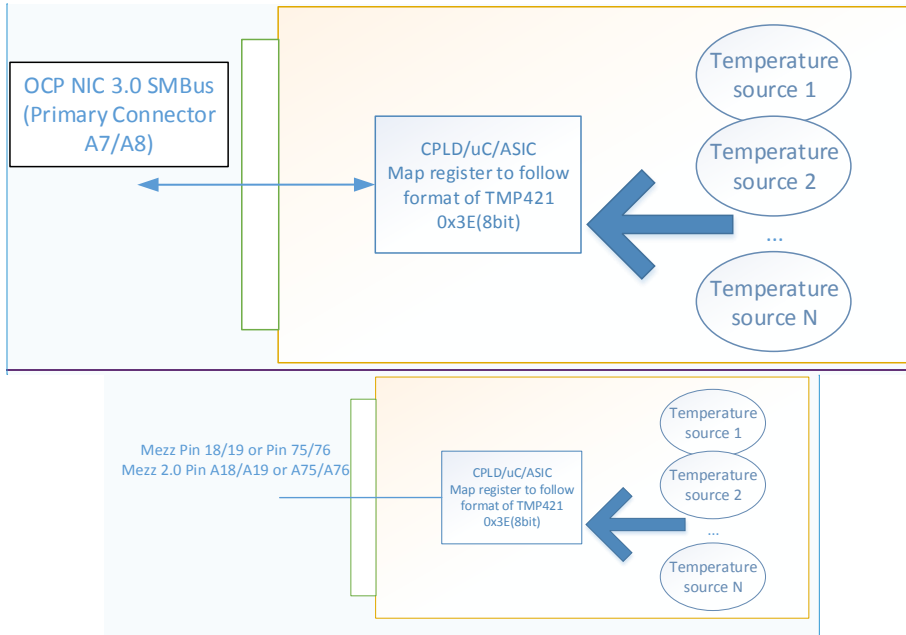 OCP NIC 3.0 SMBus
(Primary Connector
A7/A8)
CPLD/uC/ASIC
Map register to follow
format of TMP421
0x3E(8bit)
Temperature
source 1
Temperature
source 2
...
Temperature
source N
Mezz Pin 18/19 or Pin 75/76
Mezz 2.0 Pin A18/A19 or A75/A76
CPLD/uC/ASIC
Map register to follow
format of TMP421
0x3E(8bit)
Temperature
source 1
Temperature
source 2
...
Temperature
source N